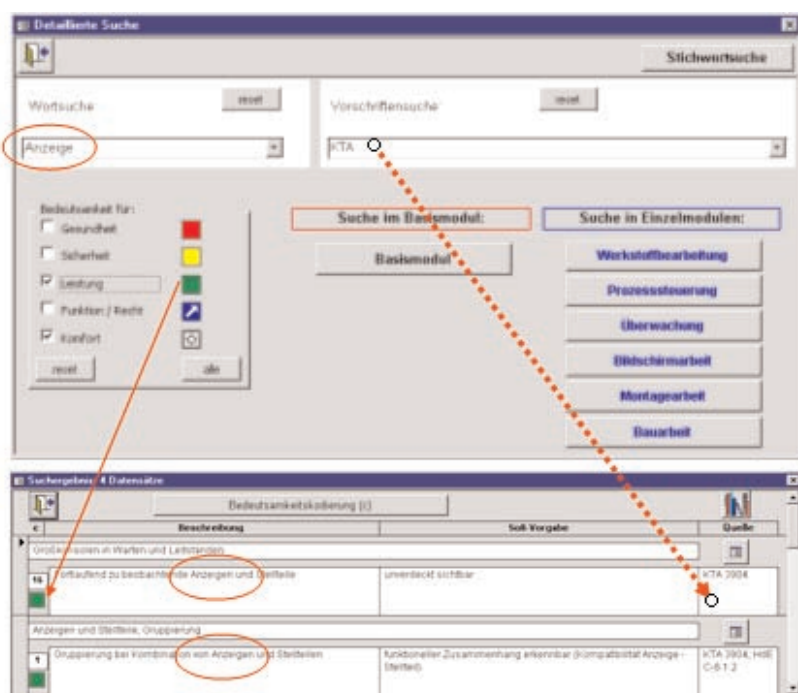 Detaillierte Suche
Stichwortsuche
Wortsuche reset Vorschriftensuche reset
Anzeige KTA
Bedeutsamkeit für:
Gesundheit
Sicherheit
Leistung
Funktion / Recht
Komfort
reset alle
Suche im Basismodul:
Basismodul
Suche in Einzelmodulen:
Werkstoffbearbeitung
Prozesssteuerung
Überwachung
Bildschirmarbeit
Montagearbeit
Bauarbeit
Suchergebnis: 4 Datensätze
Bedeutsamkeitskodierung (c)
c Beschreibung Soll-Vorgabe Quelle
in Warten und Leitständen
16 Fortlaufend zu beobachtende Anzeigen und Stellteile unverdeckt sichtbar KTA 3904
Anzeigen und Stellteile, Gruppierung
1 Gruppierung bei Kombination von Anzeigen und Stellteilen funktioneller Zusammenhang erkennbar (Kompatibilität Anzeige - KTA 3904; HdE
Stellteil) C-8.1.2